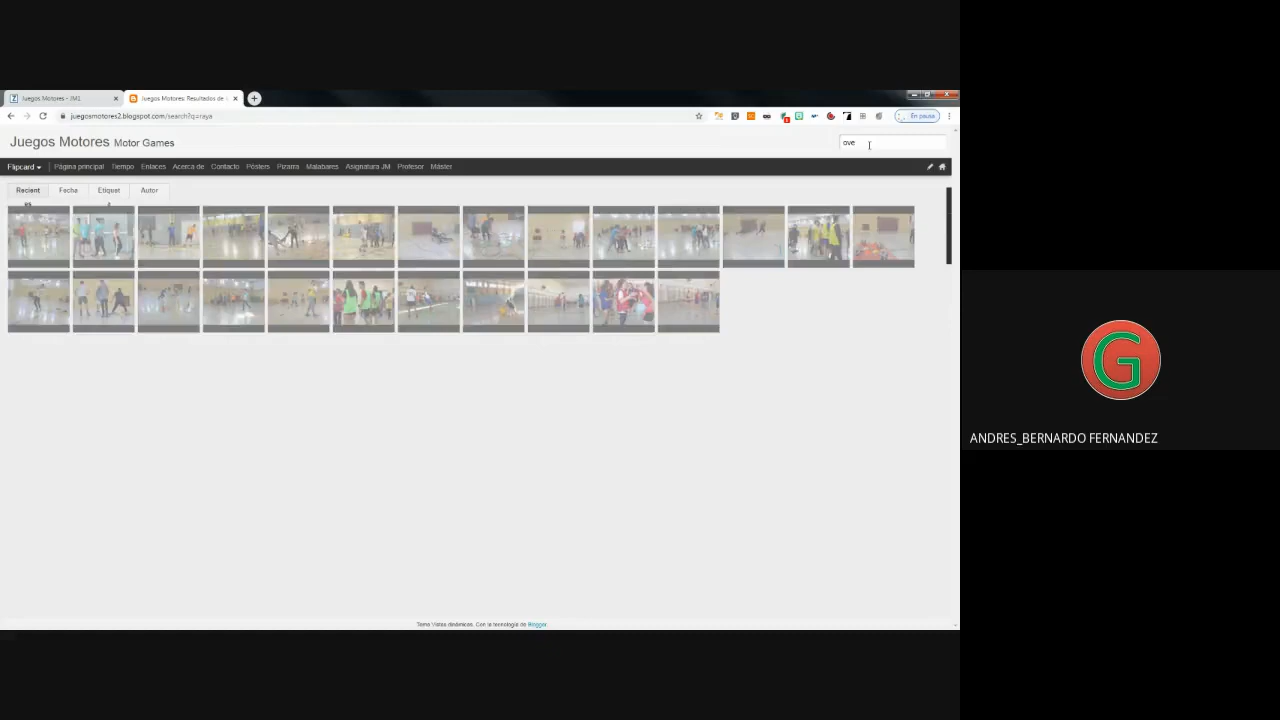 Juegos Motores - JM1
Juegos Motores: Resultados de
juegosmotores2.blogspot.com/search?q=raya
En pausa
Juegos Motores Motor Games
ove
Flipcard Página principal Tiempo Enlaces Acerca de Contacto Pósters Pizarra Malabares Asignatura JM Profesor Máster
Recient
es
Fecha
Etiquet
a
Autor
G
ANDRES_BERNARDO FERNANDEZ
Tema Vistas dinámicas. Con la tecnología de Blogger.